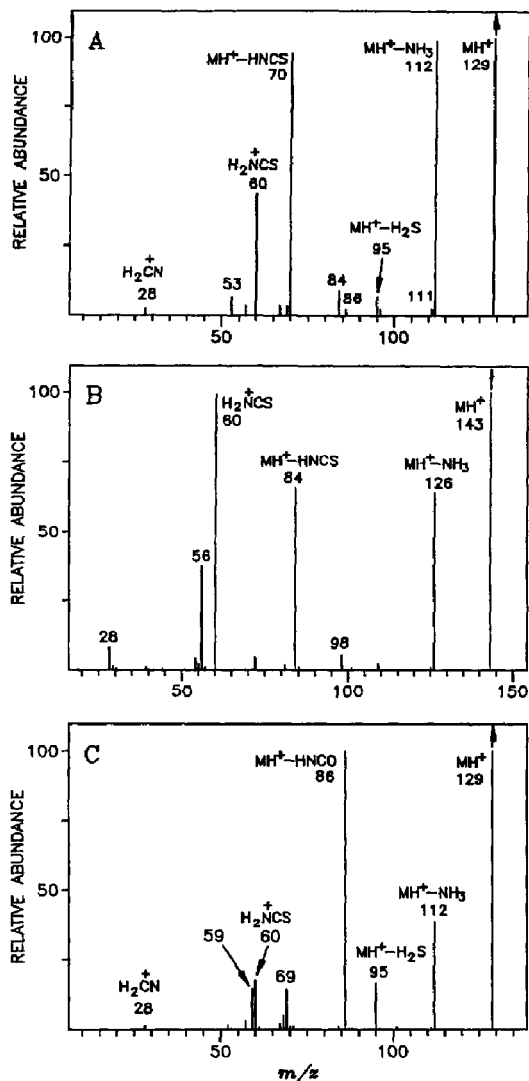 A
100
MH⁺–HNCS
70
MH⁺–NH₃
112
MH⁺
129
RELATIVE ABUNDANCE
50
H₂N⁺CS
60
MH⁺–H₂S
95
H₂CN⁺
28
53
84
86
111
50
100
B
100
H₂N⁺CS
60
MH⁺
143
MH⁺–HNCS
84
MH⁺–NH₃
126
RELATIVE ABUNDANCE
50
56
28
98
50
100
150
C
100
MH⁺–HNCO
86
MH⁺
129
RELATIVE ABUNDANCE
50
H₂N⁺CS
59
60
MH⁺–NH₃
112
MH⁺–H₂S
95
H₂CN⁺
28
69
50
100
m/z